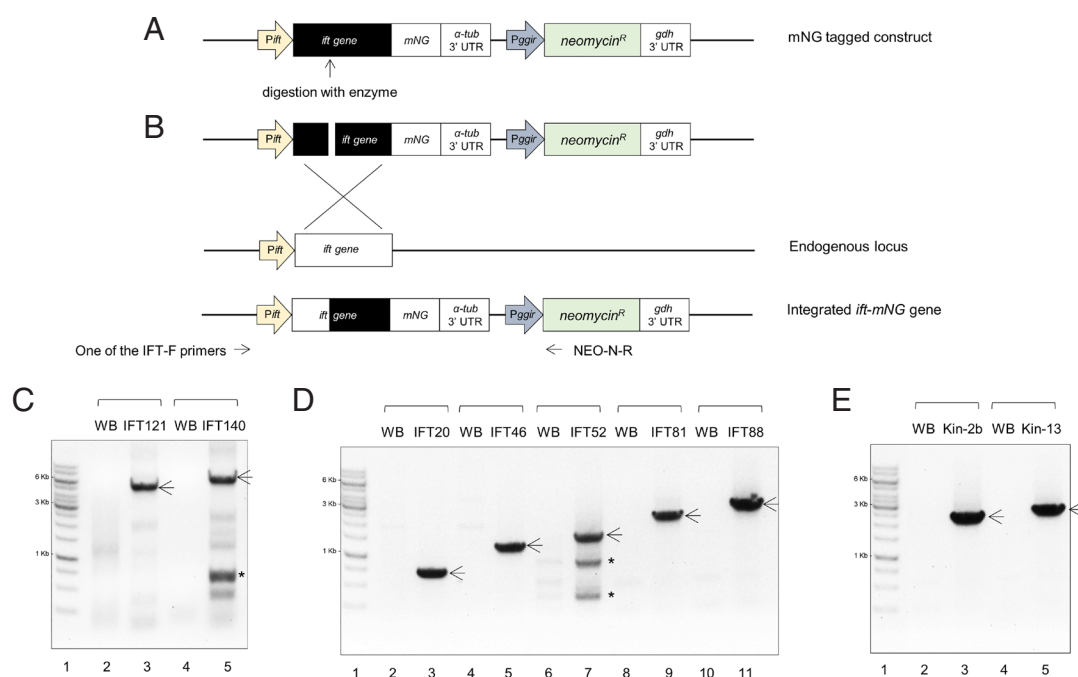 A
Pift ift gene mNG α-tub 3' UTR Pggir neomycinR gdh 3' UTR mNG tagged construct
digestion with enzyme
B
Pift ift gene mNG α-tub 3' UTR Pggir neomycinR gdh 3' UTR
Pift ift gene Endogenous locus
Pift ift gene mNG α-tub 3' UTR Pggir neomycinR gdh 3' UTR Integrated ift-mNG gene
One of the IFT-F primers NEO-N-R
C
WB IFT121 WB IFT140
6 Kb
3 Kb
1 Kb
*
1 2 3 4 5
D
WB IFT20 WB IFT46 WB IFT52 WB IFT81 WB IFT88
6 Kb
3 Kb
1 Kb
*
*
1 2 3 4 5 6 7 8 9 10 11
E
WB Kin-2b WB Kin-13
6 Kb
3 Kb
1 Kb
1 2 3 4 5